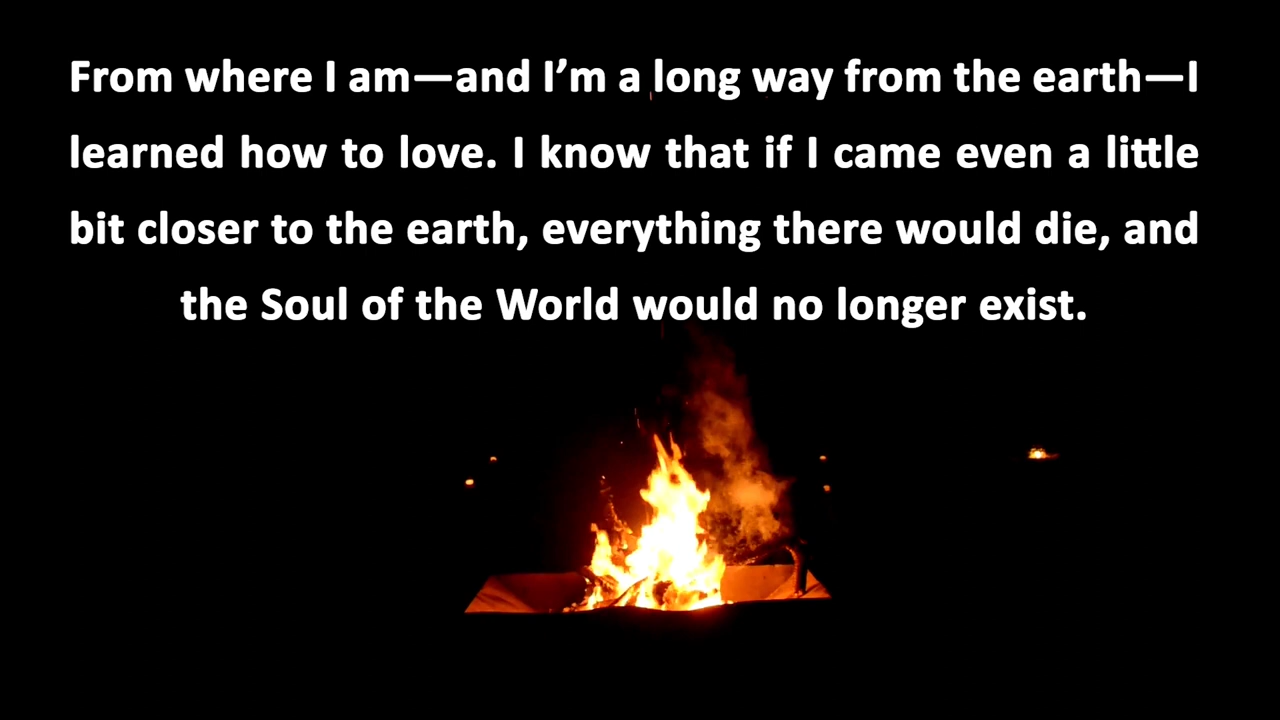 From where I am—and I’m a long way from the earth—I
learned how to love. I know that if I came even a little
bit closer to the earth, everything there would die, and
the Soul of the World would no longer exist.